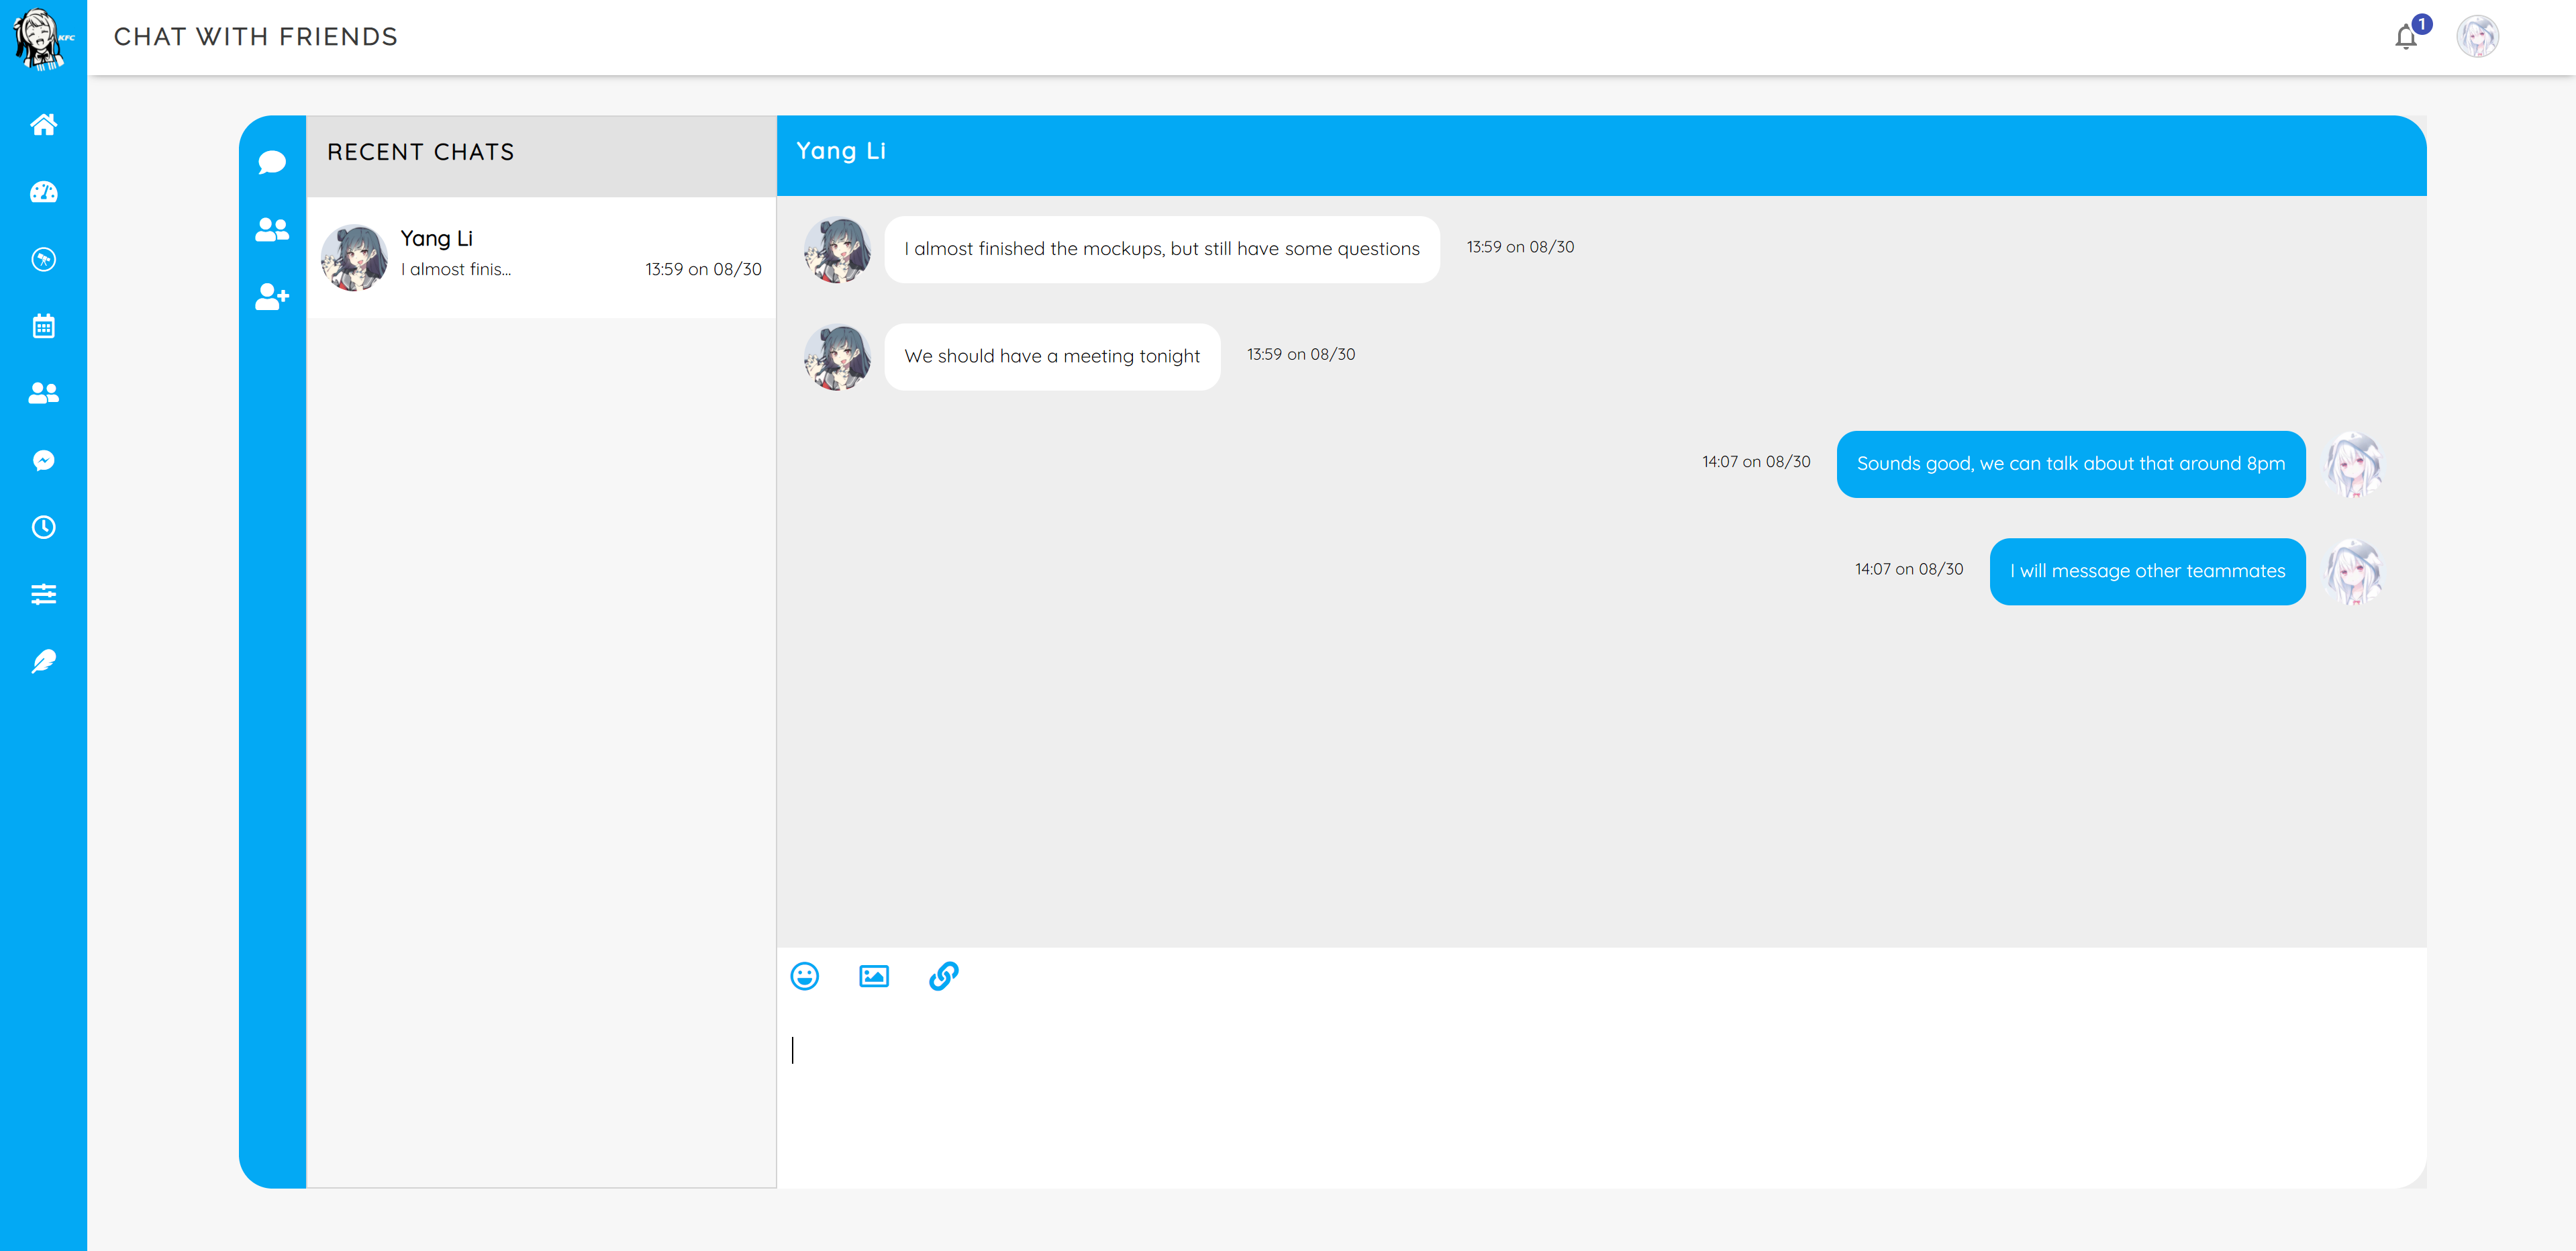 KFC
CHAT WITH FRIENDS
1
RECENT CHATS
Yang Li
I almost finis...
13:59 on 08/30
Yang Li
I almost finished the mockups, but still have some questions
13:59 on 08/30
We should have a meeting tonight
13:59 on 08/30
14:07 on 08/30
Sounds good, we can talk about that around 8pm
14:07 on 08/30
I will message other teammates